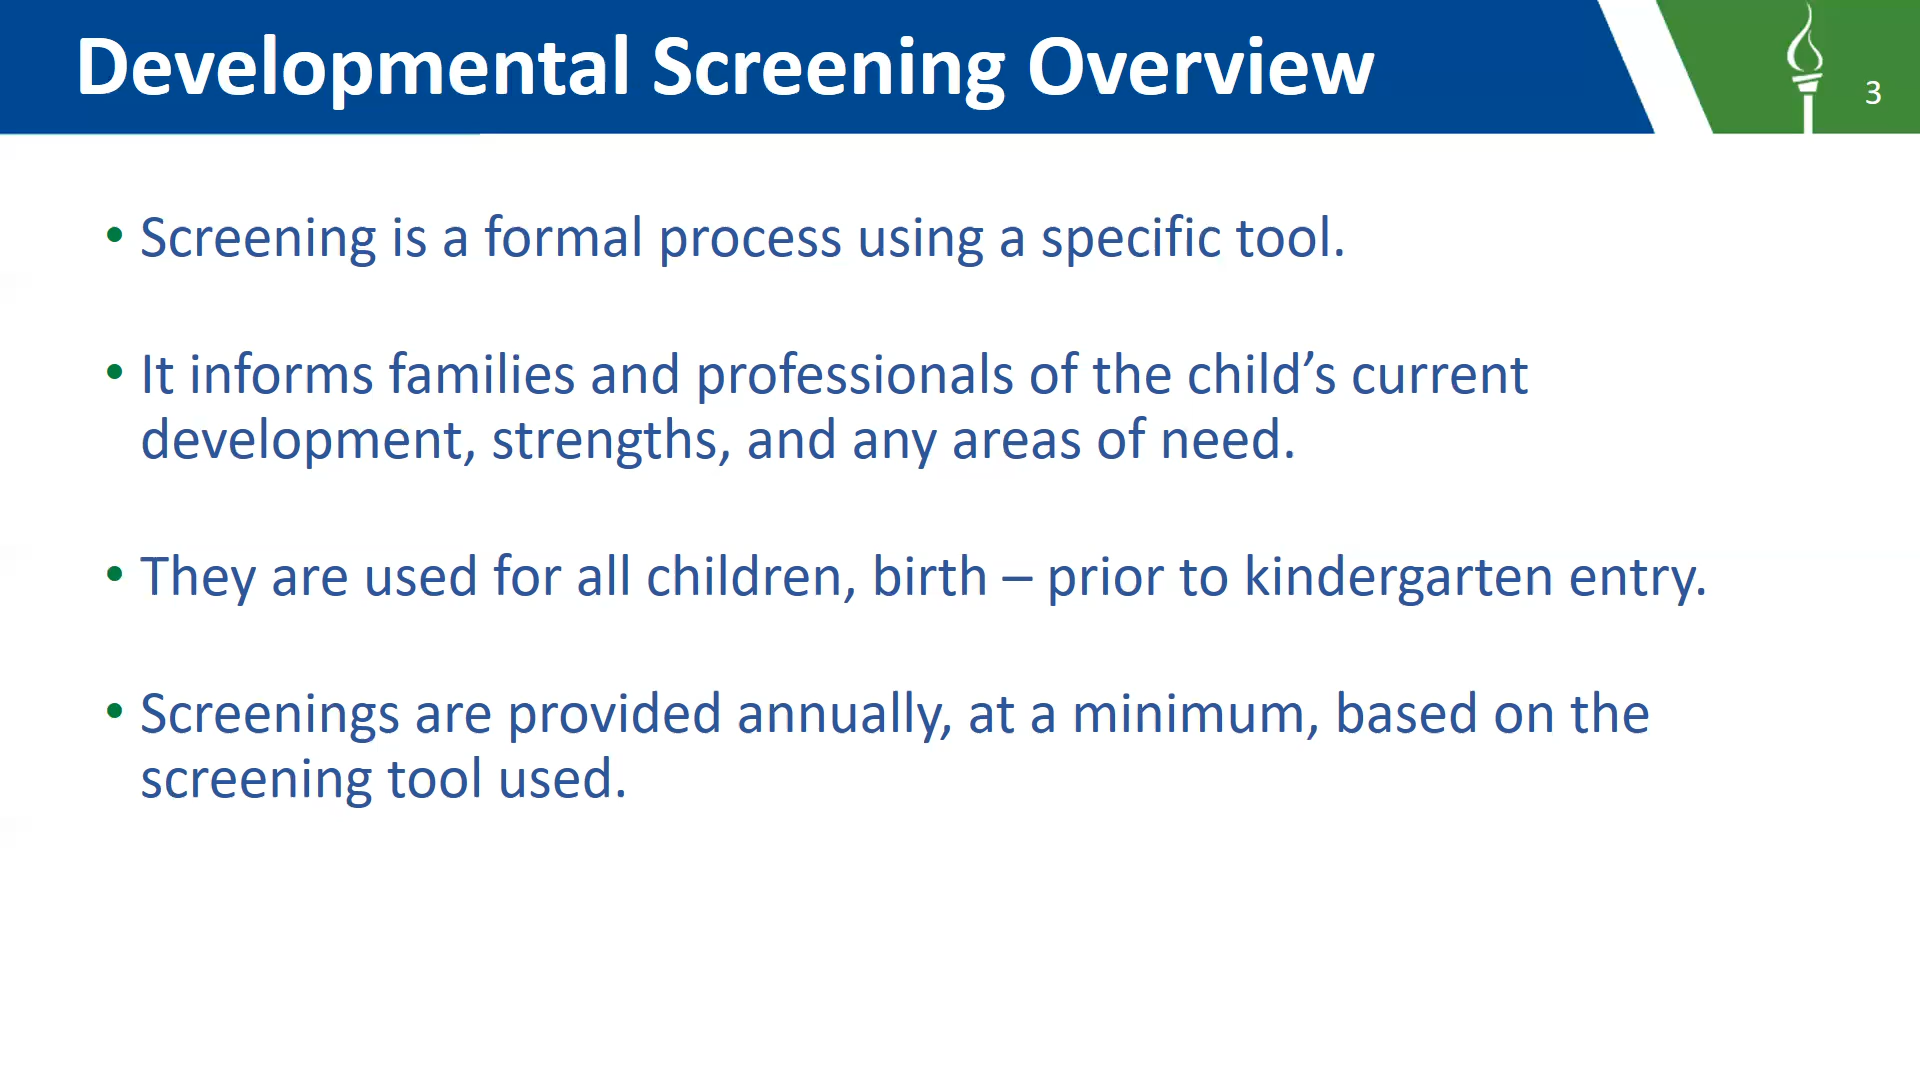 Developmental Screening Overview
3
• Screening is a formal process using a specific tool.
• It informs families and professionals of the child’s current
development, strengths, and any areas of need.
• They are used for all children, birth – prior to kindergarten entry.
• Screenings are provided annually, at a minimum, based on the
screening tool used.